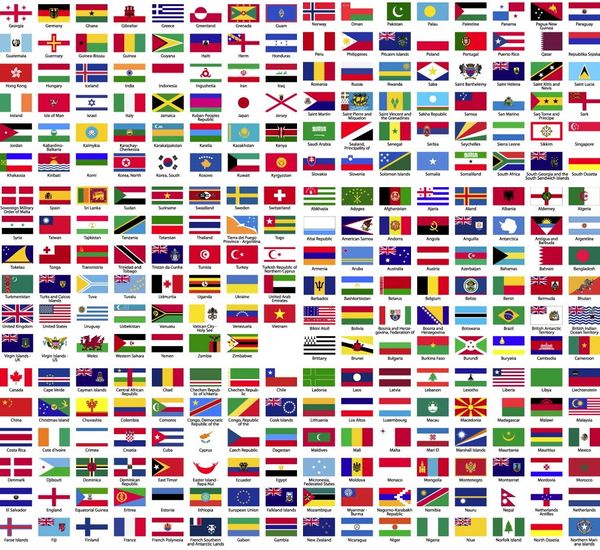 Georgia Germany Ghana Gibraltar Greece Greenland Grenada Guam
Guatemala Guernsey Guinea Bissau Guinea Guyana Haiti Herm Honduras
Hong Kong Hungary Iceland India Indonesia Ingushetia Iran Iraq
Ireland Isle of Man Israel Italy Jamaica Kuban Peoples Japan Jersey
Republic
Jordan Kabardino- Kalmykia Karachay- Karakalpakstan Karelia Kazakhstan Kenya
Balkaria Cherkessia
Khakassia Kiribati Komi Korea, North Korea, South Kosovo Kuwait Kyrgyzstan
Norway Oman Pakistan Palau Palestine Panama Papua New Paraguay
Guinea
Peru Philippines Pitcairn Islands Poland Portugal Puerto Rico Qatar Republika Srpska
Romania Russia Rwanda Saba Saint Barthelemy Saint Helena Saint Kitts and Saint Lucia
Nevis
Saint Martin Saint Pierre and Saint Vincent and Sakha Republic Samoa San Marino Sao Tome and Sark
Miquelon the Grenadines Principe
Saudi Arabia Sealand, Senegal Serbia Seychelles Sierra Leone Sikkim Singapore
Principality of
Slovakia Slovenia Solomon Islands Somalia Somaliland South Africa South Georgia and the South Ossetia
South Sandwich Islands
Sovereign Military Spain Sri Lanka Sudan Suriname Swaziland Sweden Switzerland
Order of Malta
Syria Taiwan Tajikistan Tanzania Tatarstan Thailand Tierra del Fuego Togo
Province - Argentina
Tokelau Tonga Transnistria Trinidad and Tristan da Cunha Tunisia Turkey Turkish Republic of
Tobago Northern Cyprus
Turkmenistan Turks and Caicos Tuva Tuvalu Udmurtia Uganda Ukraine United Arab
Islands Emirates
United Kingdom United States Uruguay Uzbekistan Vanuatu Vatican City - Venezuela Vietnam
Holy See
Virgin Islands - Virgin Islands - Wales Western Sahara Yemen Zambia Zimbabwe
UK US
Abkhazia Adygea Afghanistan Ajaria Aland Albania Alderney Algeria
Altai Republic American Samoa Andorra Angola Anguilla Antarctica Antigua and Argentina
Barbuda
Armenia Aruba Australia Austria Azerbaijan Bahamas Bahrain Bangladesh
Barbados Bashkortostan Belarus Belgium Belize Benin Bermuda Bhutan
Bikini Atoll Bolivia Bosnia and Herze- Bosnia and Botswana Brazil British Antarctic British Indian
govina, Federation of Herzegovina Territory Ocean Territory
Brittany Brunei Bulgaria Burkina Faso Burundi Buryatia Cambodia Cameroon
Canada Cape Verde Cayman Islands Central African Chad Chechen Repub- Chechen Chile
Republic lic of Ichkeria Republic
China Christmas Island Chuvashia Colombia Comoros Congo, Democratic Congo, Republic Cook Islands
Republic of the of the
Costa Rica Cote d'Ivoire Crimea Croatia Cuba Cyprus Czech Republic Dagestan
Denmark Djibouti Dominica Dominican East Timor Easter Island - Ecuador Egypt
Republic Rapa Nui
El Salvador England Equatorial Guinea Eritrea Estonia Ethiopia European Union Falkland Islands
Faroe Islands Fiji Finland France French Polynesia French Southern Gabon Gambia
and Antarctic Lands
Ladonia Laos Latvia Lebanon Lesotho Liberia Libya Liechtenstein
Lithuania Los Altos Luxembourg Macau Macedonia Madagascar Malawi Malaysia
Maldives Mali Malta Mari El Marshall Islands Mauritania Mauritius Mexico
Micronesia, Moldova Monaco Mongolia Montenegro Montserrat Mordovia Morocco
Federated States
Mozambique Myanmar - Nagorno-Karabakh Namibia Nauru Nepal Netherlands Netherlands
Burma Republic Antilles
New Zealand Nicaragua Niger Nigeria Niue Norfolk Island North Ossetia Northern Mari-
ana Islands